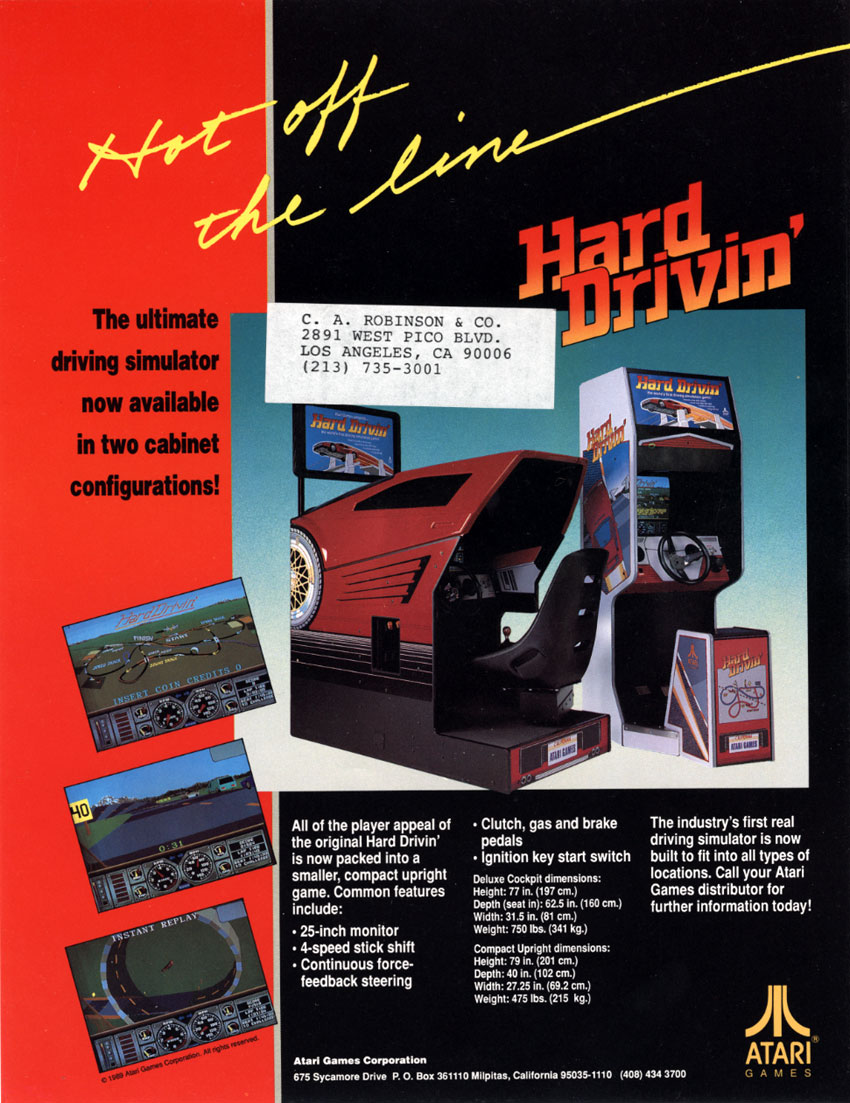 Hot off
the line
Hard
Drivin'
The ultimate
driving simulator
now available
in two cabinet
configurations!
C. A. ROBINSON & CO.
2891 WEST PICO BLVD.
LOS ANGELES, CA 90006
(213) 735-3001
Hard Drivin'
Hard Drivin'
Hard
Drivin'
Hard
Drivin'
ATARI GAMES
ATARI GAMES
Hard Drivin'
FINISH
START
INSERT COIN CREDITS 0
40
0:31
INSTANT REPLAY
© 1989 Atari Games Corporation. All rights reserved.
All of the player appeal of
the original Hard Drivin'
is now packed into a
smaller, compact upright
game. Common features
include:
• 25-inch monitor
• 4-speed stick shift
• Continuous force-
feedback steering
• Clutch, gas and brake
pedals
• Ignition key start switch
Deluxe Cockpit dimensions:
Height: 77 in. (197 cm.)
Depth (seat in): 62.5 in. (160 cm.)
Width: 31.5 in. (81 cm.)
Weight: 750 lbs. (341 kg.)
Compact Upright dimensions:
Height: 79 in. (201 cm.)
Depth: 40 in. (102 cm.)
Width: 27.25 in. (69.2 cm.)
Weight: 475 lbs. (215 kg.)
The industry's first real
driving simulator is now
built to fit into all types of
locations. Call your Atari
Games distributor for
further information today!
Atari Games Corporation
675 Sycamore Drive P. O. Box 361110 Milpitas, California 95035-1110 (408) 434 3700
ATARI®
GAMES